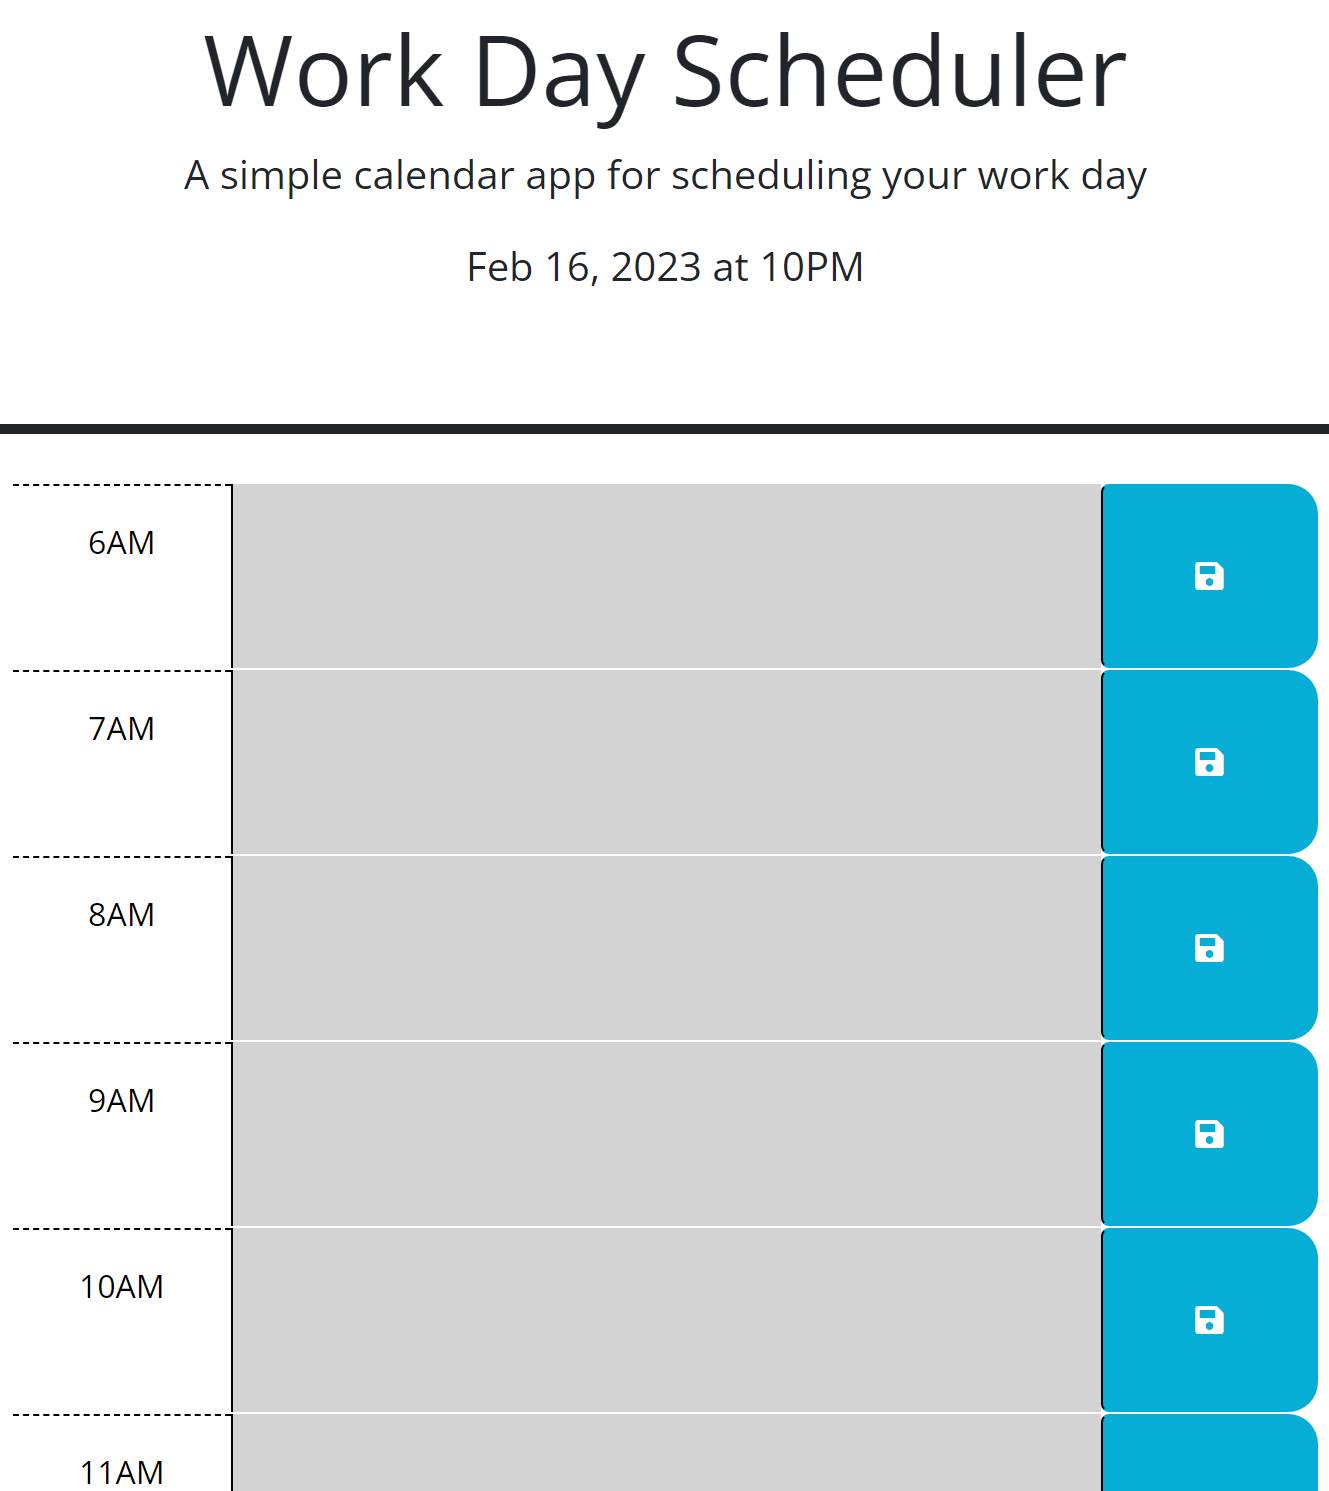 Work Day Scheduler
A simple calendar app for scheduling your work day
Feb 16, 2023 at 10PM
6AM
7AM
8AM
9AM
10AM
11AM